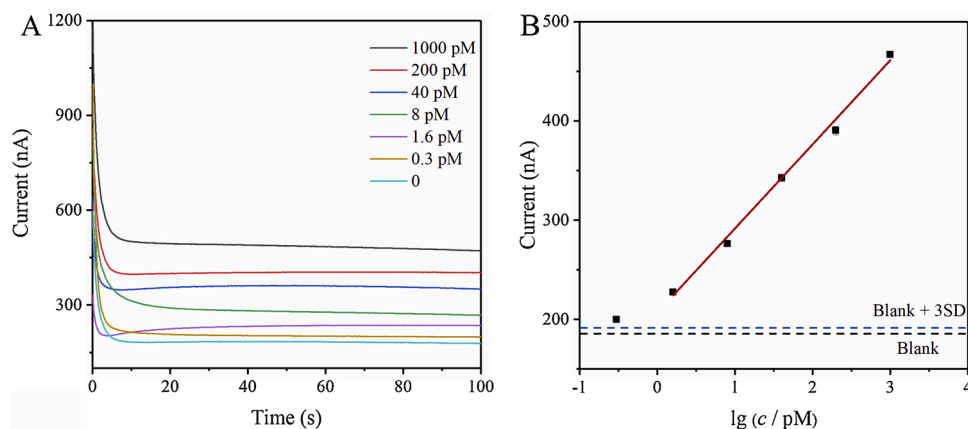 A
1200
900
600
300
Current (nA)
0
20
40
60
80
100
Time (s)
1000 pM
200 pM
40 pM
8 pM
1.6 pM
0.3 pM
0
B
500
400
300
200
Current (nA)
Blank + 3SD
Blank
-1
0
1
2
3
4
lg (c / pM)